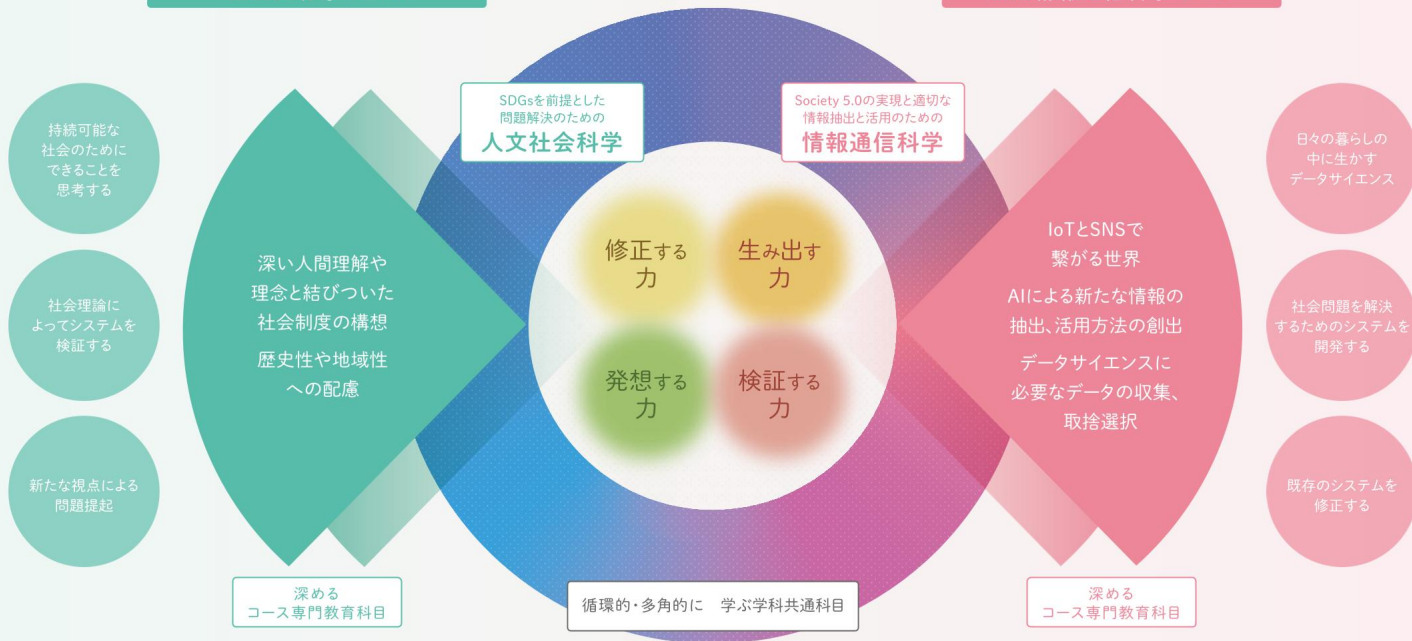 SDGsを前提とした
問題解決のための
人文社会科学
Society 5.0の実現と適切な
情報抽出と活用のための
情報通信科学
持続可能な
社会のために
できることを
思考する
社会理論に
よってシステムを
検証する
新たな視点による
問題提起
深い人間理解や
理念と結びついた
社会制度の構想
歴史性や地域性
への配慮
修正する
力
生み出す
力
発想する
力
検証する
力
IoTとSNSで
繋がる世界
AIによる新たな情報の
抽出、活用方法の創出
データサイエンスに
必要なデータの収集、
取捨選択
日々の暮らしの
中に生かす
データサイエンス
社会問題を解決
するためのシステムを
開発する
既存のシステムを
修正する
深める
コース専門教育科目
循環的・多角的に 学ぶ学科共通科目
深める
コース専門教育科目